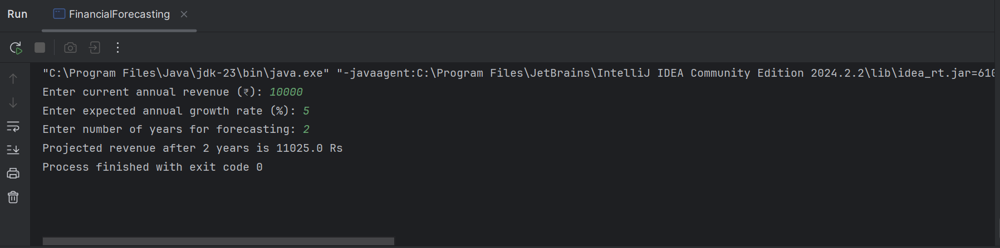 Run FinancialForecasting
"C:\Program Files\Java\jdk-23\bin\java.exe" "-javaagent:C:\Program Files\JetBrains\IntelliJ IDEA Community Edition 2024.2.2\lib\idea_rt.jar=610
Enter current annual revenue (₹): 10000
Enter expected annual growth rate (%): 5
Enter number of years for forecasting: 2
Projected revenue after 2 years is 11025.0 Rs
Process finished with exit code 0